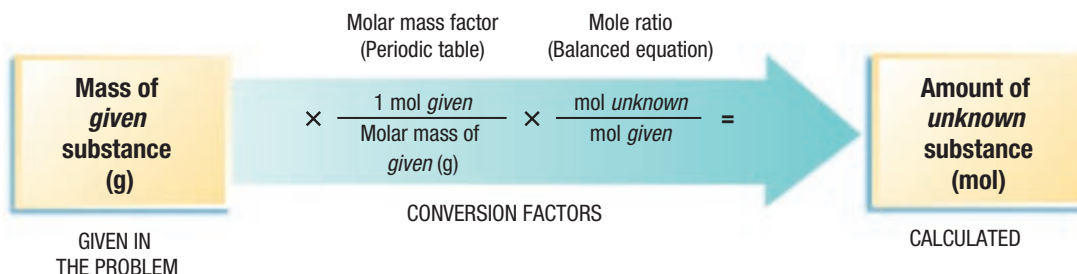 Molar mass factor
(Periodic table)
Mole ratio
(Balanced equation)
Mass of
given
substance
(g)
× 1 mol given / Molar mass of given (g) × mol unknown / mol given =
Amount of
unknown
substance
(mol)
CONVERSION FACTORS
GIVEN IN
THE PROBLEM
CALCULATED